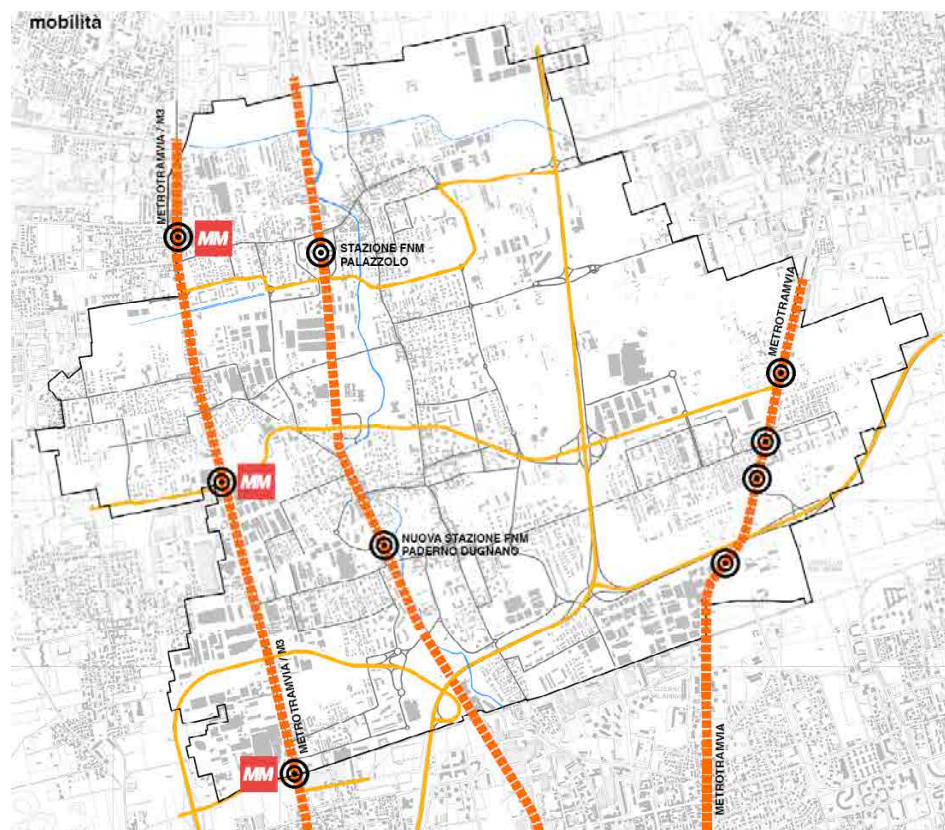 mobilità
METROTRAMVIA / M3
MM
STAZIONE FNM
PALAZZOLO
METROTRAMVIA
MM
NUOVA STAZIONE FNM
PADERNO DUGNANO
METROTRAMVIA / M3
MM
METROTRAMVIA